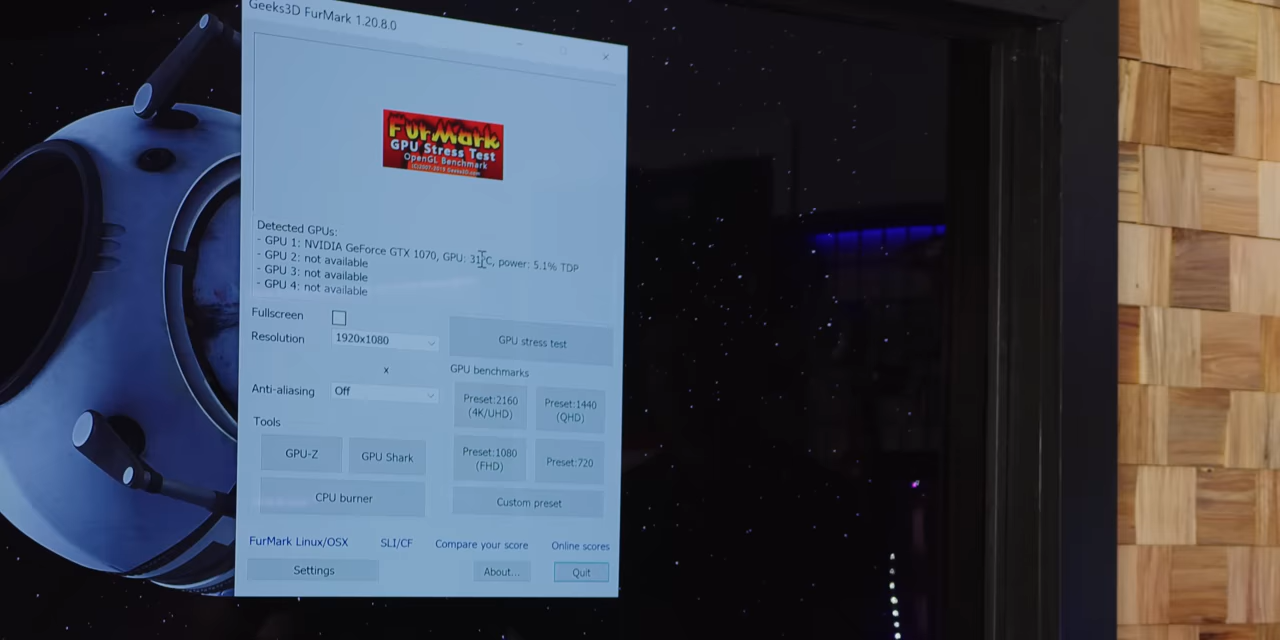 Geeks3D FurMark 1.20.8.0
FurMark
GPU Stress Test
OpenGL Benchmark
Detected GPUs:
- GPU 1: NVIDIA GeForce GTX 1070, GPU: 31°C, power: 5.1% TDP
- GPU 2: not available
- GPU 3: not available
- GPU 4: not available
Fullscreen
Resolution
1920x1080
GPU stress test
x
GPU benchmarks
Anti-aliasing
Off
Preset:2160
(4K/UHD)
Preset:1440
(QHD)
Tools
GPU-Z
GPU Shark
Preset:1080
(FHD)
Preset:720
CPU burner
Custom preset
FurMark Linux/OSX
SLI/CF
Compare your score
Online scores
Settings
About...
Quit